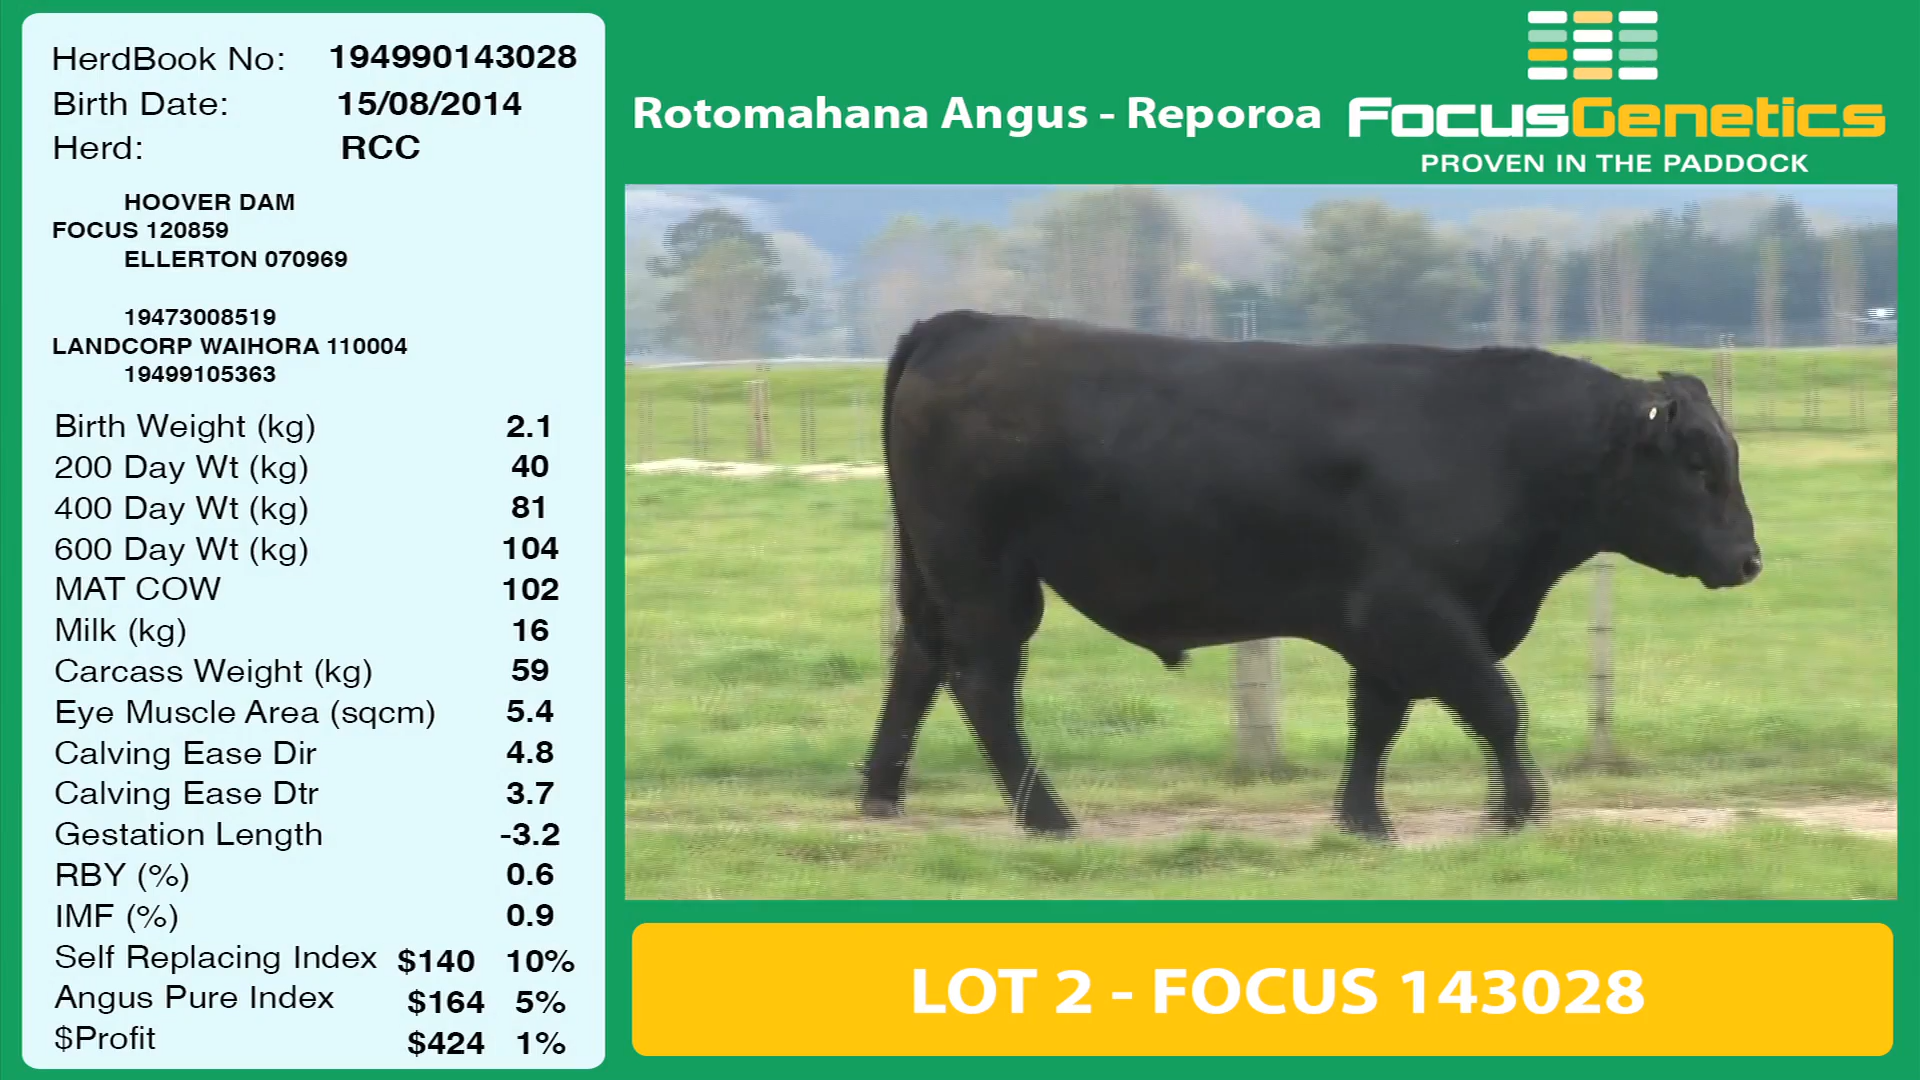 HerdBook No: 194990143028
Birth Date: 15/08/2014
Herd: RCC
HOOVER DAM
FOCUS 120859
ELLERTON 070969
19473008519
LANDCORP WAIHORA 110004
19499105363
Birth Weight (kg) 2.1
200 Day Wt (kg) 40
400 Day Wt (kg) 81
600 Day Wt (kg) 104
MAT COW 102
Milk (kg) 16
Carcass Weight (kg) 59
Eye Muscle Area (sqcm) 5.4
Calving Ease Dir 4.8
Calving Ease Dtr 3.7
Gestation Length -3.2
RBY (%) 0.6
IMF (%) 0.9
Self Replacing Index $140 10%
Angus Pure Index $164 5%
$Profit $424 1%
Rotomahana Angus - Reporoa
FocusGenetics
PROVEN IN THE PADDOCK
LOT 2 - FOCUS 143028